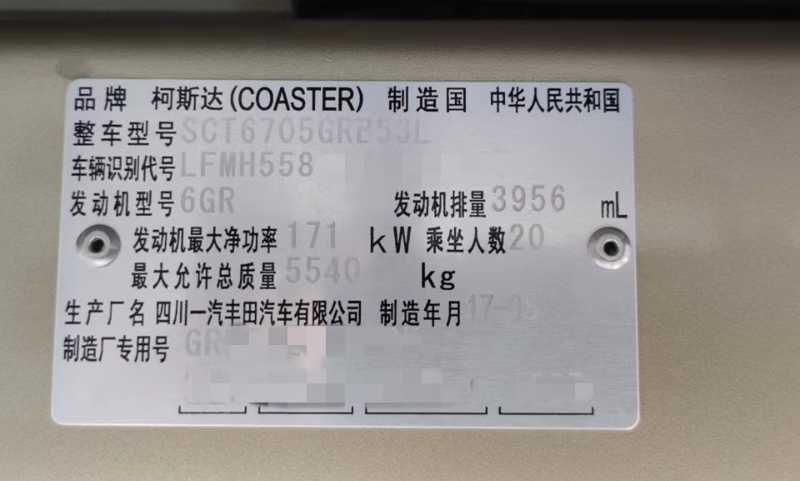 品牌 柯斯达(COASTER) 制造国 中华人民共和国
整车型号 SCT6705GRB53L
车辆识别代号 LFMH558
发动机型号 6GR 发动机排量 3956 mL
发动机最大净功率 171 kW 乘坐人数 20
最大允许总质量 5540 kg
生产厂名 四川一汽丰田汽车有限公司 制造年月 17-0
制造厂专用号 GR